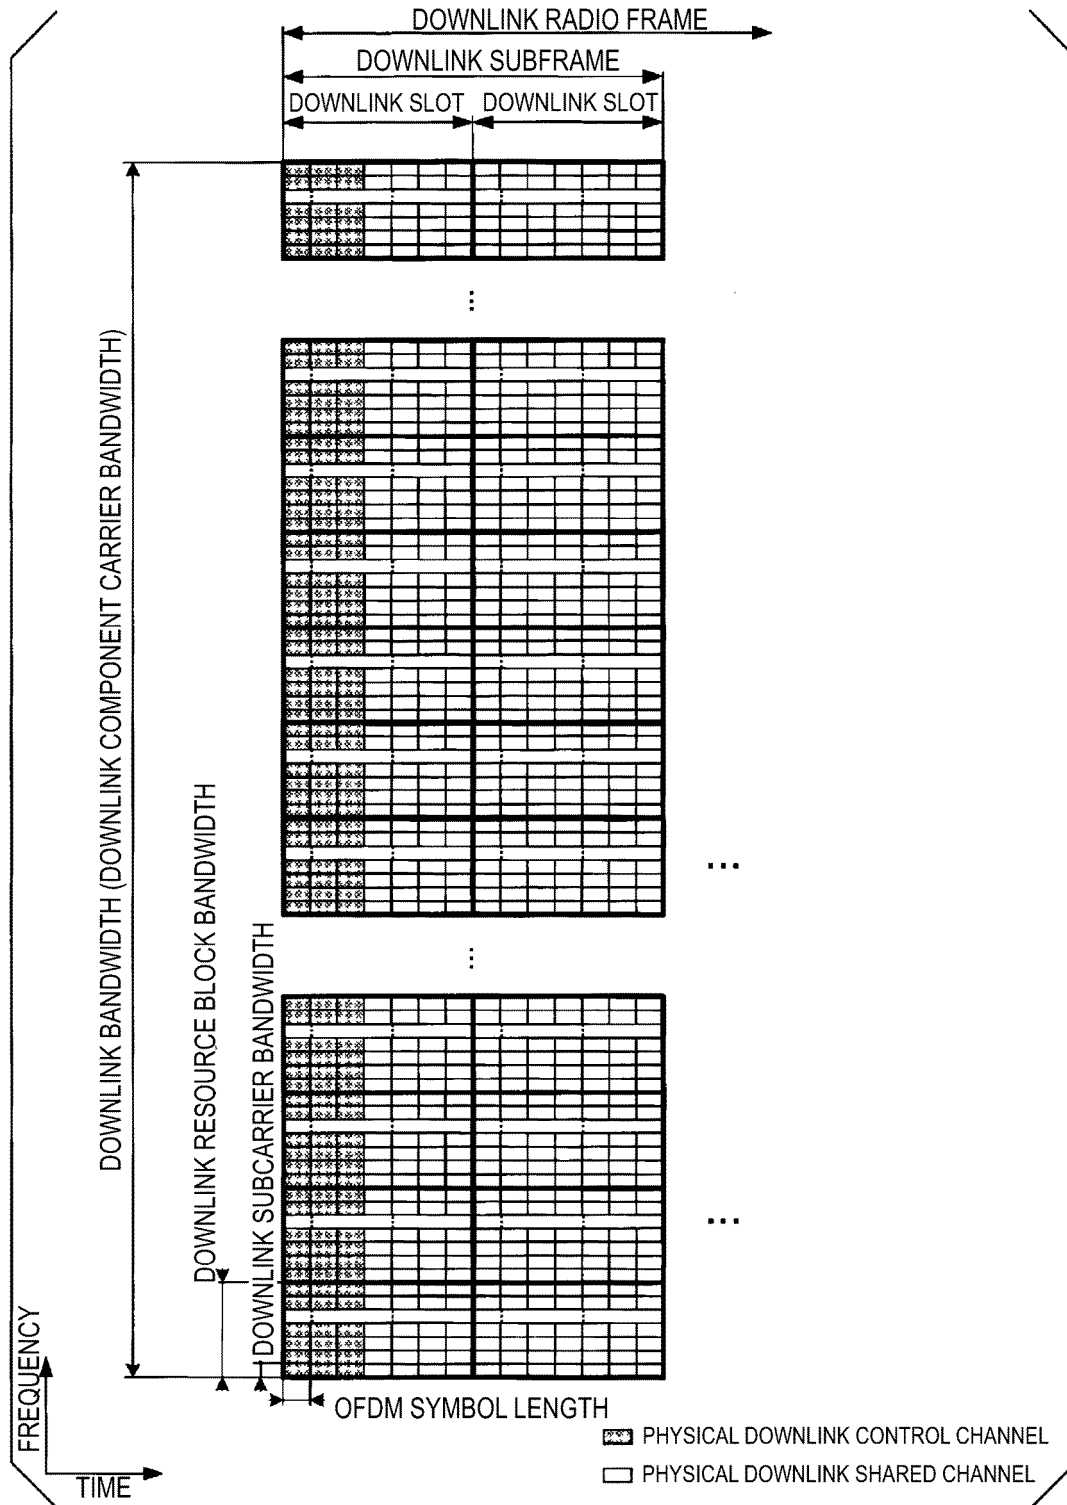 DOWNLINK RADIO FRAME
DOWNLINK SUBFRAME
DOWNLINK SLOT
DOWNLINK SLOT
DOWNLINK BANDWIDTH (DOWNLINK COMPONENT CARRIER BANDWIDTH)
DOWNLINK RESOURCE BLOCK BANDWIDTH
DOWNLINK SUBCARRIER BANDWIDTH
OFDM SYMBOL LENGTH
FREQUENCY
TIME
PHYSICAL DOWNLINK CONTROL CHANNEL
PHYSICAL DOWNLINK SHARED CHANNEL